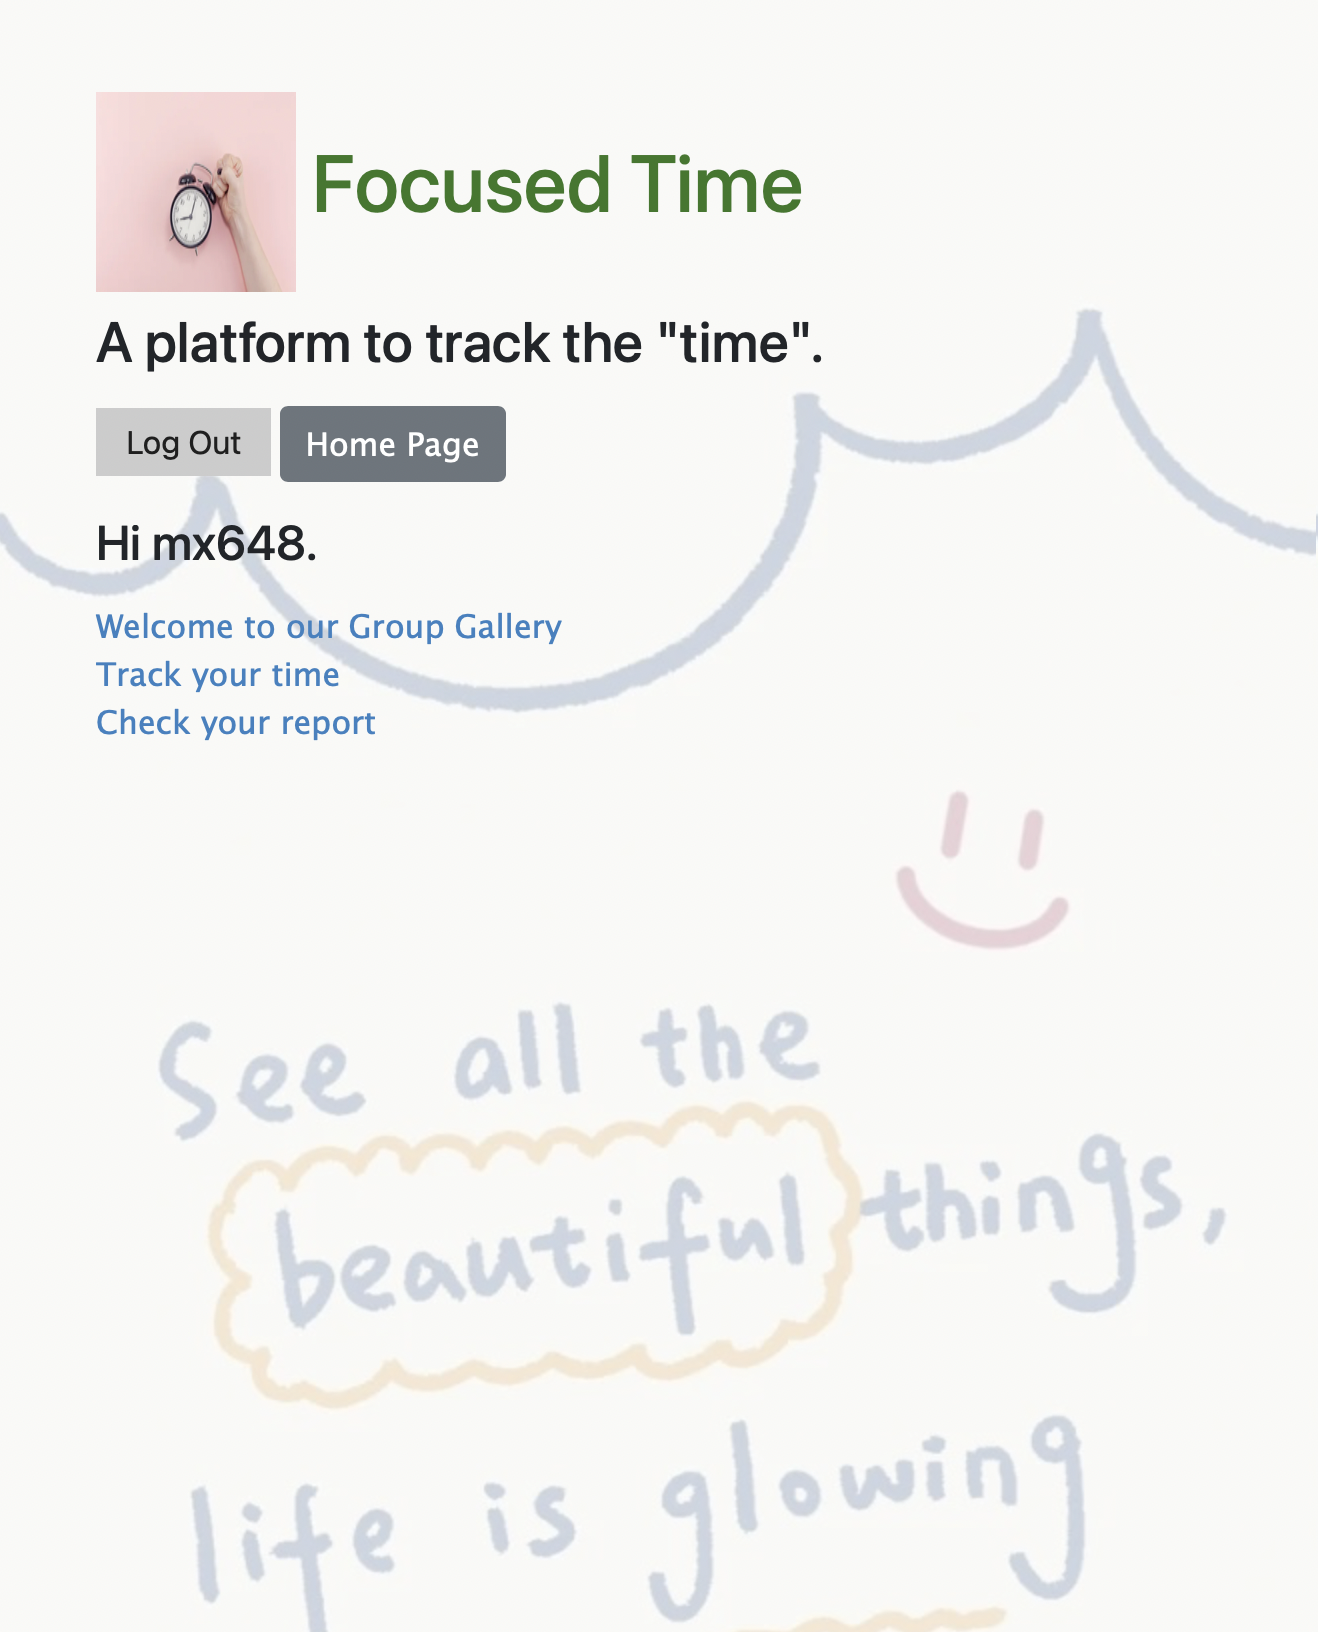 Focused Time
A platform to track the "time".
Log Out Home Page
Hi mx648.
Welcome to our Group Gallery
Track your time
Check your report
See all the
beautiful things,
life is glowing